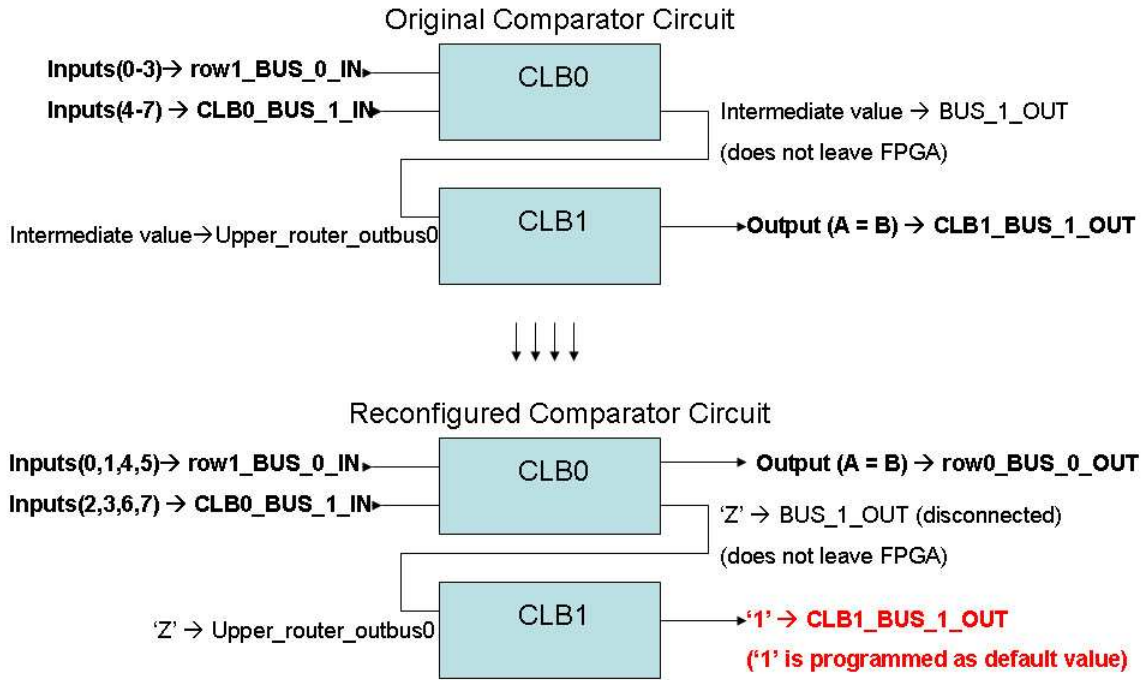 Original Comparator Circuit
Inputs(0-3)→ row1_BUS_0_IN
CLB0
Inputs(4-7) → CLB0_BUS_1_IN
Intermediate value → BUS_1_OUT
(does not leave FPGA)
CLB1
Intermediate value→Upper_router_outbus0
Output (A = B) → CLB1_BUS_1_OUT
Reconfigured Comparator Circuit
Inputs(0,1,4,5)→ row1_BUS_0_IN
CLB0
Output (A = B) → row0_BUS_0_OUT
Inputs(2,3,6,7) → CLB0_BUS_1_IN
‘Z’ → BUS_1_OUT (disconnected)
(does not leave FPGA)
CLB1
‘Z’ → Upper_router_outbus0
‘1’ → CLB1_BUS_1_OUT
(‘1’ is programmed as default value)